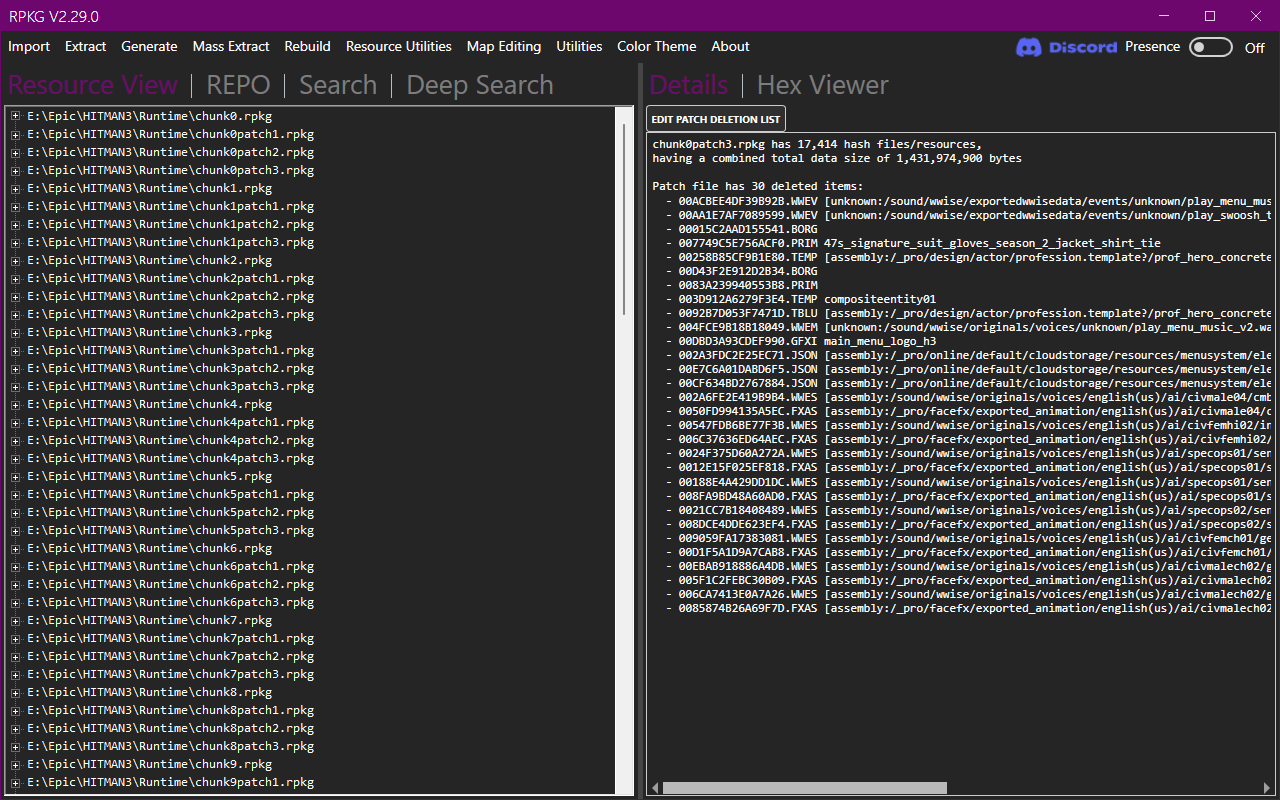 RPKG V2.29.0
Import Extract Generate Mass Extract Rebuild Resource Utilities Map Editing Utilities Color Theme About Discord Presence Off
Resource View | REPO | Search | Deep Search
E:\Epic\HITMAN3\Runtime\chunk0.rpkg
E:\Epic\HITMAN3\Runtime\chunk0patch1.rpkg
E:\Epic\HITMAN3\Runtime\chunk0patch2.rpkg
E:\Epic\HITMAN3\Runtime\chunk0patch3.rpkg
E:\Epic\HITMAN3\Runtime\chunk1.rpkg
E:\Epic\HITMAN3\Runtime\chunk1patch1.rpkg
E:\Epic\HITMAN3\Runtime\chunk1patch2.rpkg
E:\Epic\HITMAN3\Runtime\chunk1patch3.rpkg
E:\Epic\HITMAN3\Runtime\chunk2.rpkg
E:\Epic\HITMAN3\Runtime\chunk2patch1.rpkg
E:\Epic\HITMAN3\Runtime\chunk2patch2.rpkg
E:\Epic\HITMAN3\Runtime\chunk2patch3.rpkg
E:\Epic\HITMAN3\Runtime\chunk3.rpkg
E:\Epic\HITMAN3\Runtime\chunk3patch1.rpkg
E:\Epic\HITMAN3\Runtime\chunk3patch2.rpkg
E:\Epic\HITMAN3\Runtime\chunk3patch3.rpkg
E:\Epic\HITMAN3\Runtime\chunk4.rpkg
E:\Epic\HITMAN3\Runtime\chunk4patch1.rpkg
E:\Epic\HITMAN3\Runtime\chunk4patch2.rpkg
E:\Epic\HITMAN3\Runtime\chunk4patch3.rpkg
E:\Epic\HITMAN3\Runtime\chunk5.rpkg
E:\Epic\HITMAN3\Runtime\chunk5patch1.rpkg
E:\Epic\HITMAN3\Runtime\chunk5patch2.rpkg
E:\Epic\HITMAN3\Runtime\chunk5patch3.rpkg
E:\Epic\HITMAN3\Runtime\chunk6.rpkg
E:\Epic\HITMAN3\Runtime\chunk6patch1.rpkg
E:\Epic\HITMAN3\Runtime\chunk6patch2.rpkg
E:\Epic\HITMAN3\Runtime\chunk6patch3.rpkg
E:\Epic\HITMAN3\Runtime\chunk7.rpkg
E:\Epic\HITMAN3\Runtime\chunk7patch1.rpkg
E:\Epic\HITMAN3\Runtime\chunk7patch2.rpkg
E:\Epic\HITMAN3\Runtime\chunk7patch3.rpkg
E:\Epic\HITMAN3\Runtime\chunk8.rpkg
E:\Epic\HITMAN3\Runtime\chunk8patch1.rpkg
E:\Epic\HITMAN3\Runtime\chunk8patch2.rpkg
E:\Epic\HITMAN3\Runtime\chunk8patch3.rpkg
E:\Epic\HITMAN3\Runtime\chunk9.rpkg
E:\Epic\HITMAN3\Runtime\chunk9patch1.rpkg
Details | Hex Viewer
EDIT PATCH DELETION LIST
chunk0patch3.rpkg has 17,414 hash files/resources,
having a combined total data size of 1,431,974,900 bytes
Patch file has 30 deleted items:
- 00ACBEE4DF39B92B.WWEV [unknown:/sound/wwise/exportedwwisedata/events/unknown/play_menu_mus
- 00AA1E7AF7089599.WWEV [unknown:/sound/wwise/exportedwwisedata/events/unknown/play_swoosh_t
- 00015C2AAD155541.BORG
- 007749C5E756ACF0.PRIM 47s_signature_suit_gloves_season_2_jacket_shirt_tie
- 00258B85CF9B1E80.TEMP [assembly:/_pro/design/actor/profession.template?/prof_hero_concrete
- 00D43F2E912D2B34.BORG
- 0083A239940553B8.PRIM
- 003D912A6279F3E4.TEMP compositeentity01
- 0092B7D053F7471D.TBLU [assembly:/_pro/design/actor/profession.template?/prof_hero_concrete
- 004FCE9B18B18049.WWEM [unknown:/sound/wwise/originals/voices/unknown/play_menu_music_v2.wa
- 00DBD3A93CDEF990.GFXI main_menu_logo_h3
- 002A3FDC2E25EC71.JSON [assembly:/_pro/online/default/cloudstorage/resources/menusystem/ele
- 00E7C6A01DABD6F5.JSON [assembly:/_pro/online/default/cloudstorage/resources/menusystem/ele
- 00CF634BD2767884.JSON [assembly:/_pro/online/default/cloudstorage/resources/menusystem/ele
- 002A6FE2E419B9B4.WWES [assembly:/sound/wwise/originals/voices/english(us)/ai/civmale04/cmb
- 0050FD994135A5EC.FXAS [assembly:/_pro/facefx/exported_animation/english(us)/ai/civmale04/c
- 00547FDB6BE77F3B.WWES [assembly:/sound/wwise/originals/voices/english(us)/ai/civfemhi02/in
- 006C37636ED64AEC.FXAS [assembly:/_pro/facefx/exported_animation/english(us)/ai/civfemhi02/
- 0024F375D60A272A.WWES [assembly:/sound/wwise/originals/voices/english(us)/ai/specops01/sen
- 0012E15F025EF818.FXAS [assembly:/_pro/facefx/exported_animation/english(us)/ai/specops01/s
- 00188E4A429DD1DC.WWES [assembly:/sound/wwise/originals/voices/english(us)/ai/specops01/sen
- 008FA9BD48A60AD0.FXAS [assembly:/_pro/facefx/exported_animation/english(us)/ai/specops01/s
- 0021CC7B18408489.WWES [assembly:/sound/wwise/originals/voices/english(us)/ai/specops02/sen
- 008DCE4DDE623EF4.FXAS [assembly:/_pro/facefx/exported_animation/english(us)/ai/specops02/s
- 009059FA17383081.WWES [assembly:/sound/wwise/originals/voices/english(us)/ai/civfemch01/ge
- 00D1F5A1D9A7CAB8.FXAS [assembly:/_pro/facefx/exported_animation/english(us)/ai/civfemch01/
- 00EBAB918886A4DB.WWES [assembly:/sound/wwise/originals/voices/english(us)/ai/civmalech02/g
- 005F1C2FEBC30B09.FXAS [assembly:/_pro/facefx/exported_animation/english(us)/ai/civmalech02
- 006CA7413E0A7A26.WWES [assembly:/sound/wwise/originals/voices/english(us)/ai/civmalech02/g
- 0085874B26A69F7D.FXAS [assembly:/_pro/facefx/exported_animation/english(us)/ai/civmalech02